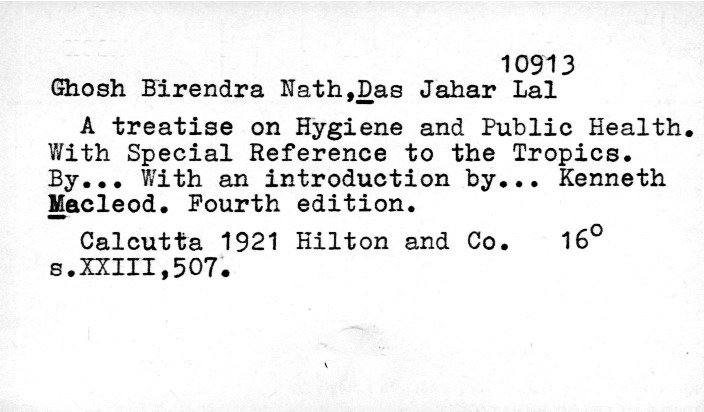 10913
Ghosh Birendra Nath,Das Jahar Lal
A treatise on Hygiene and Public Health.
With Special Reference to the Tropics.
By... With an introduction by... Kenneth
Macleod. Fourth edition.
Calcutta 1921 Hilton and Co. 16°
s.XXIII,507.